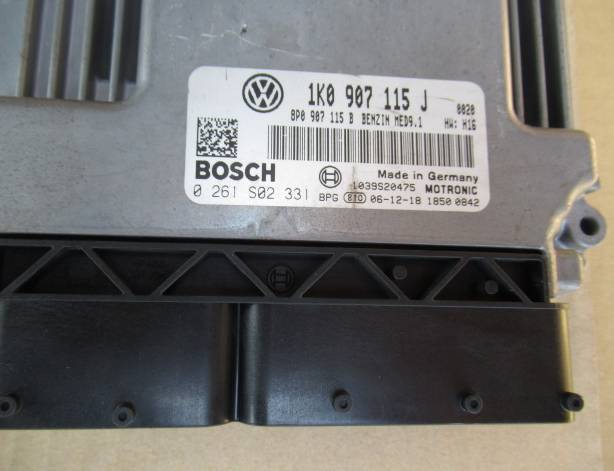 1K0 907 115 J 0020
8P0 907 115 B BENZIN MED9.1 HW: H16
BOSCH
Made in Germany
1039S20475 MOTRONIC
0 261 S02 331 BPG 810 06-12-18 1850 0842